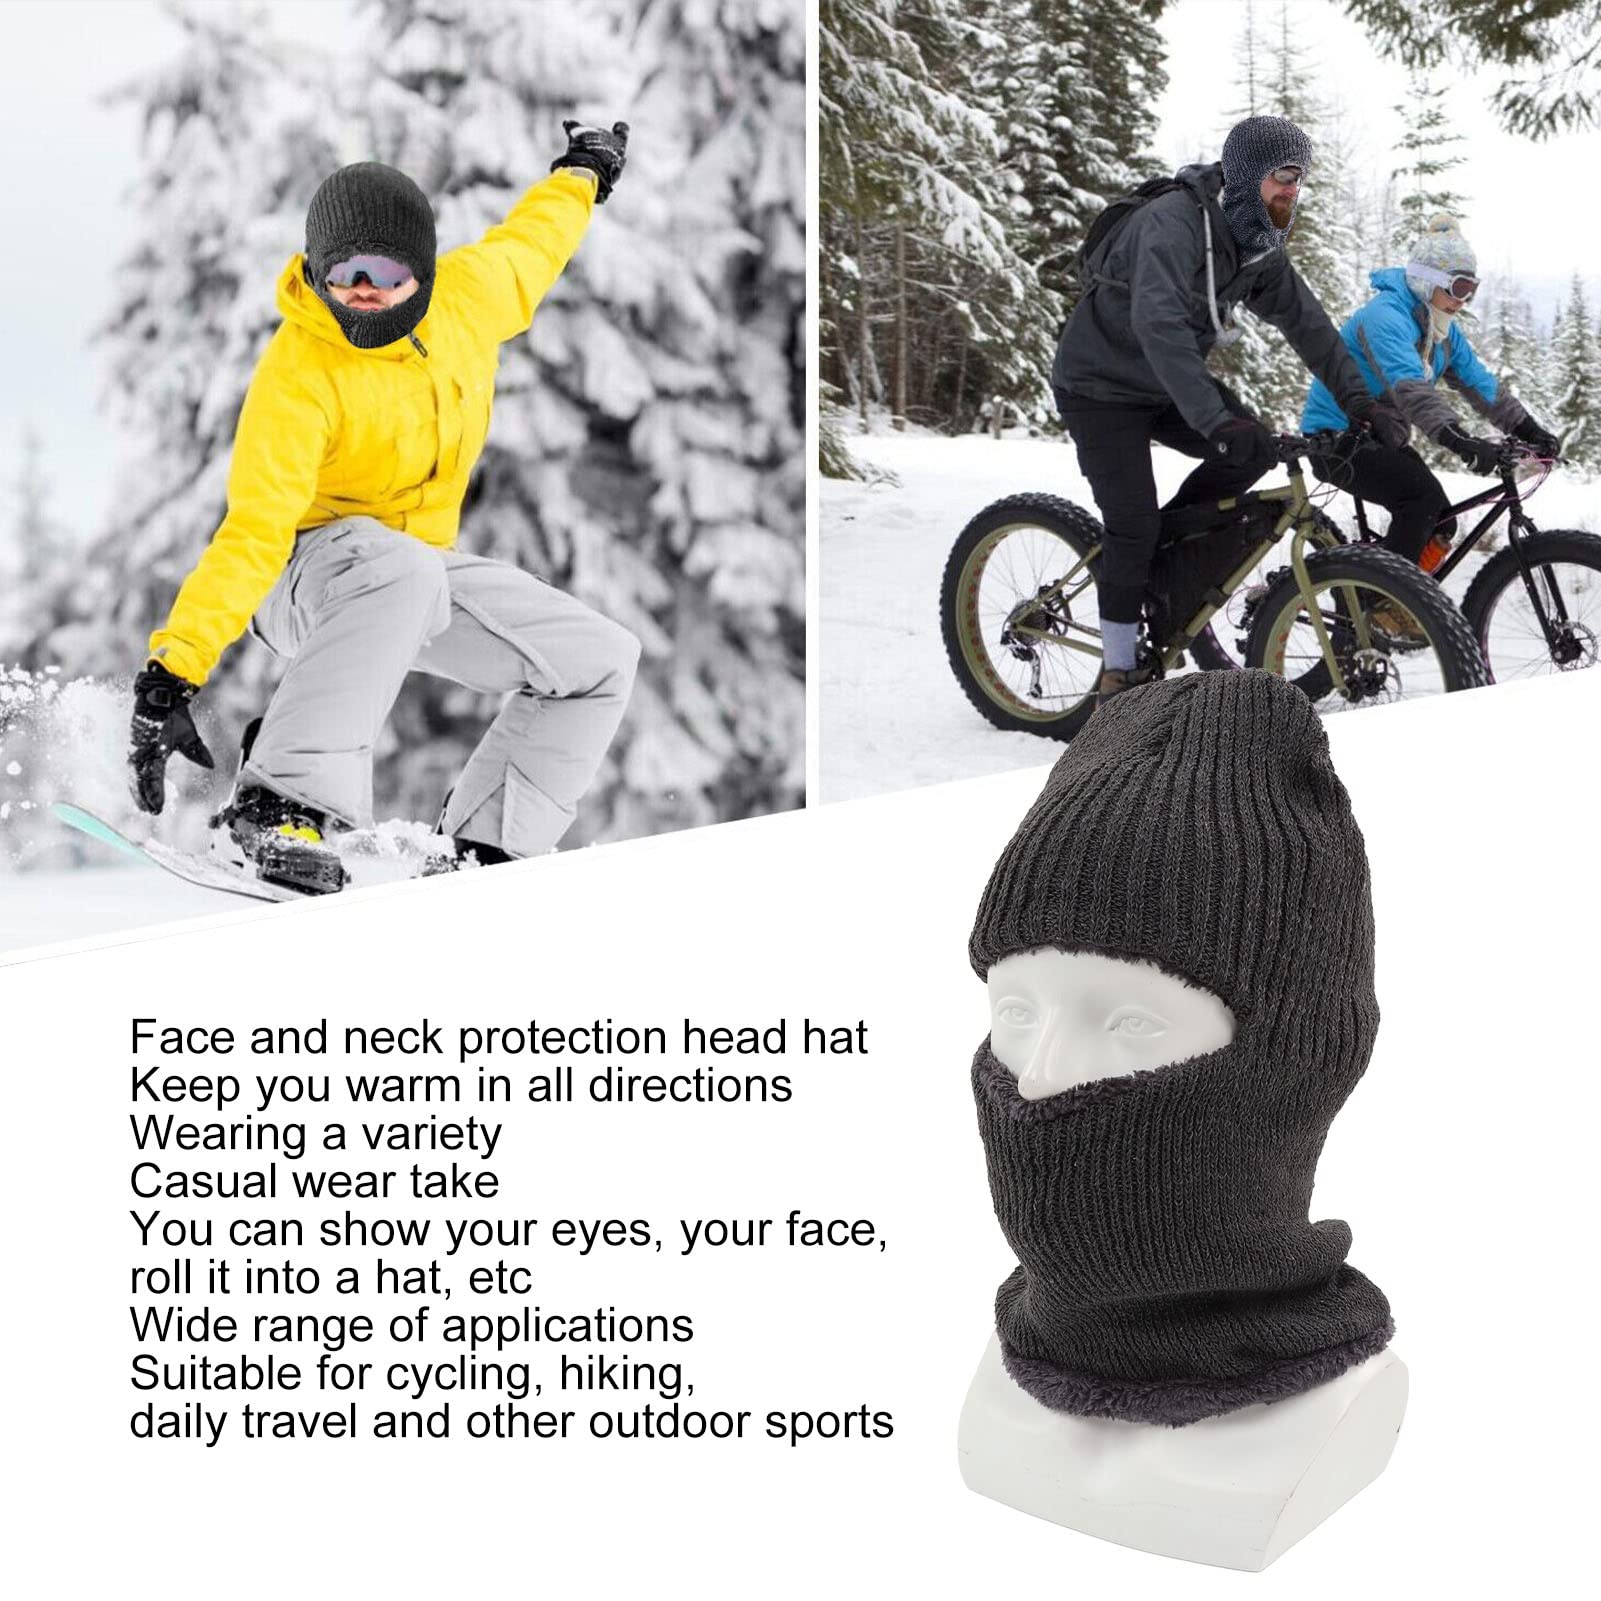 Face and neck protection head hat
Keep you warm in all directions
Wearing a variety
Casual wear take
You can show your eyes, your face,
roll it into a hat, etc
Wide range of applications
Suitable for cycling, hiking,
daily travel and other outdoor sports